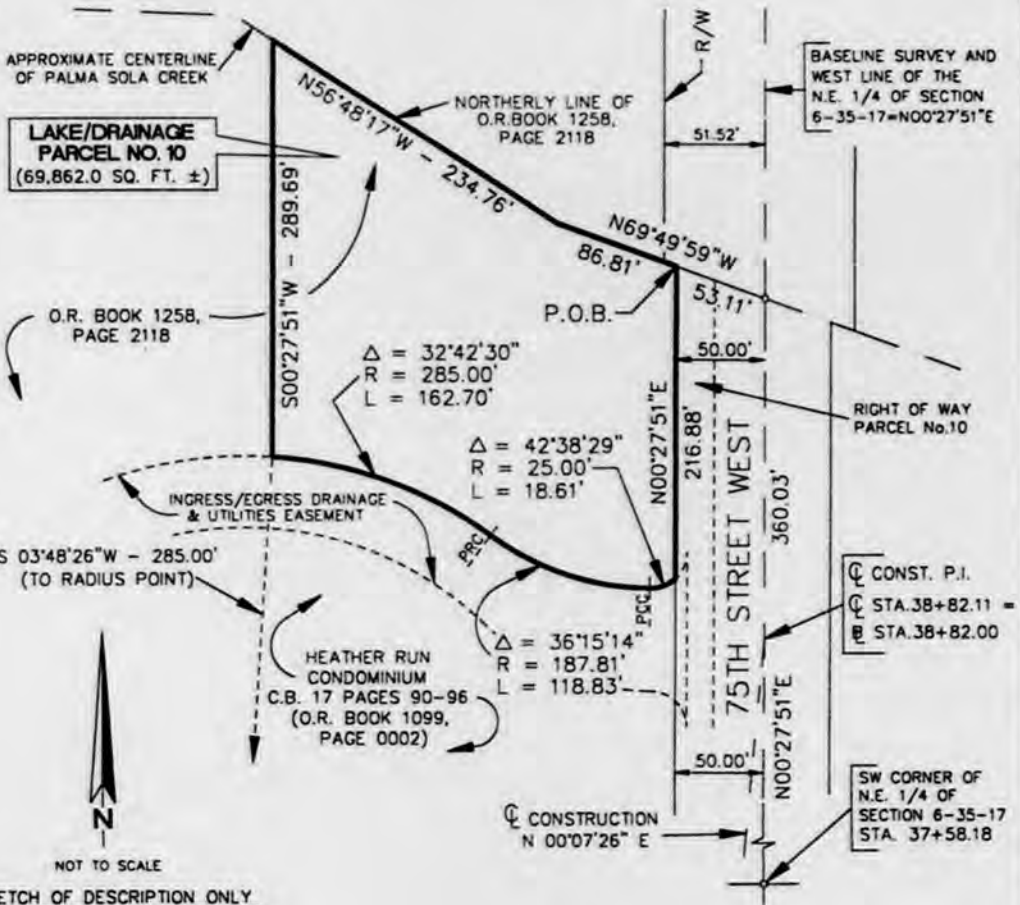 APPROXIMATE CENTERLINE
OF PALMA SOLA CREEK
LAKE/DRAINAGE
PARCEL NO. 10
(69,862.0 SQ. FT. ±)
N56°48'17"W - 234.76'
NORTHERLY LINE OF
O.R.BOOK 1258,
PAGE 2118
R/W
51.52'
BASELINE SURVEY AND
WEST LINE OF THE
N.E. 1/4 OF SECTION
6-35-17=N00°27'51"E
S00°27'51"W - 289.69'
N69°49'59"W
86.81'
53.11'
P.O.B.
O.R. BOOK 1258,
PAGE 2118
Δ = 32°42'30"
R = 285.00'
L = 162.70'
50.00'
RIGHT OF WAY
PARCEL No.10
Δ = 42°38'29"
R = 25.00'
L = 18.61'
N00°27'51"E
216.88'
75TH STREET WEST
360.03'
INGRESS/EGRESS DRAINAGE
& UTILITIES EASEMENT
PRC
PCC
S 03°48'26"W - 285.00'
(TO RADIUS POINT)
℄ CONST. P.I.
℄ STA.38+82.11 =
B STA.38+82.00
Δ = 36°15'14"
R = 187.81'
L = 118.83'
HEATHER RUN
CONDOMINIUM
C.B. 17 PAGES 90-96
(O.R. BOOK 1099,
PAGE 0002)
N00°27'51"E
50.00'
SW CORNER OF
N.E. 1/4 OF
SECTION 6-35-17
STA. 37+58.18
℄ CONSTRUCTION
N 00°07'26" E
N
NOT TO SCALE
ETCH OF DESCRIPTION ONLY